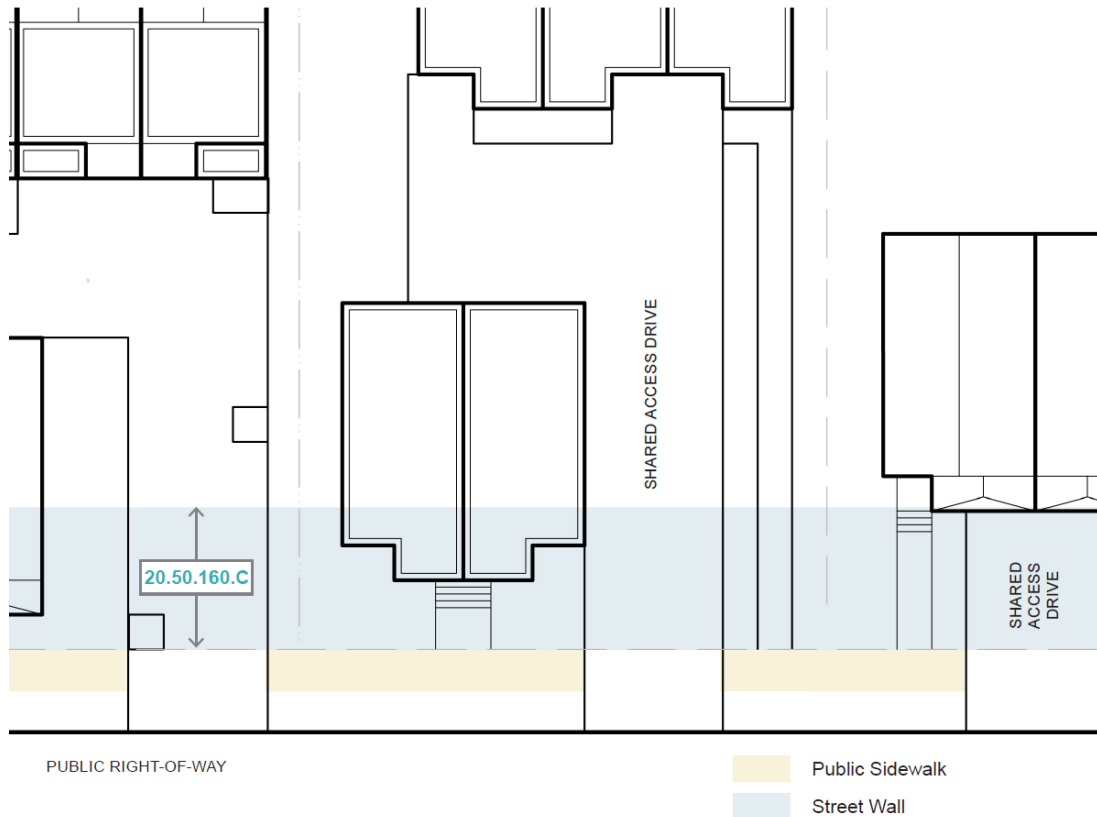 SHARED ACCESS DRIVE
20.50.160.C
SHARED
ACCESS
DRIVE
PUBLIC RIGHT-OF-WAY
Public Sidewalk
Street Wall